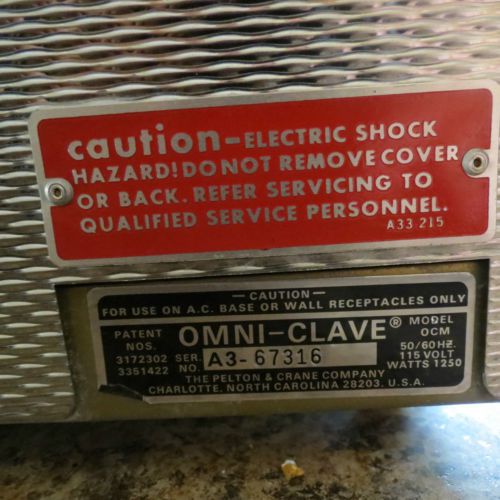 caution-ELECTRIC SHOCK
HAZARD! DO NOT REMOVE COVER
OR BACK. REFER SERVICING TO
QUALIFIED SERVICE PERSONNEL.
A33 215
— CAUTION —
FOR USE ON A.C. BASE OR WALL RECEPTACLES ONLY
PATENT NOS. 3172302 3351422
OMNI-CLAVE®
MODEL OCM
SER. NO. A3-67316
50/60HZ. 115 VOLT WATTS 1250
THE PELTON & CRANE COMPANY
CHARLOTTE, NORTH CAROLINA 28203, U.S.A.